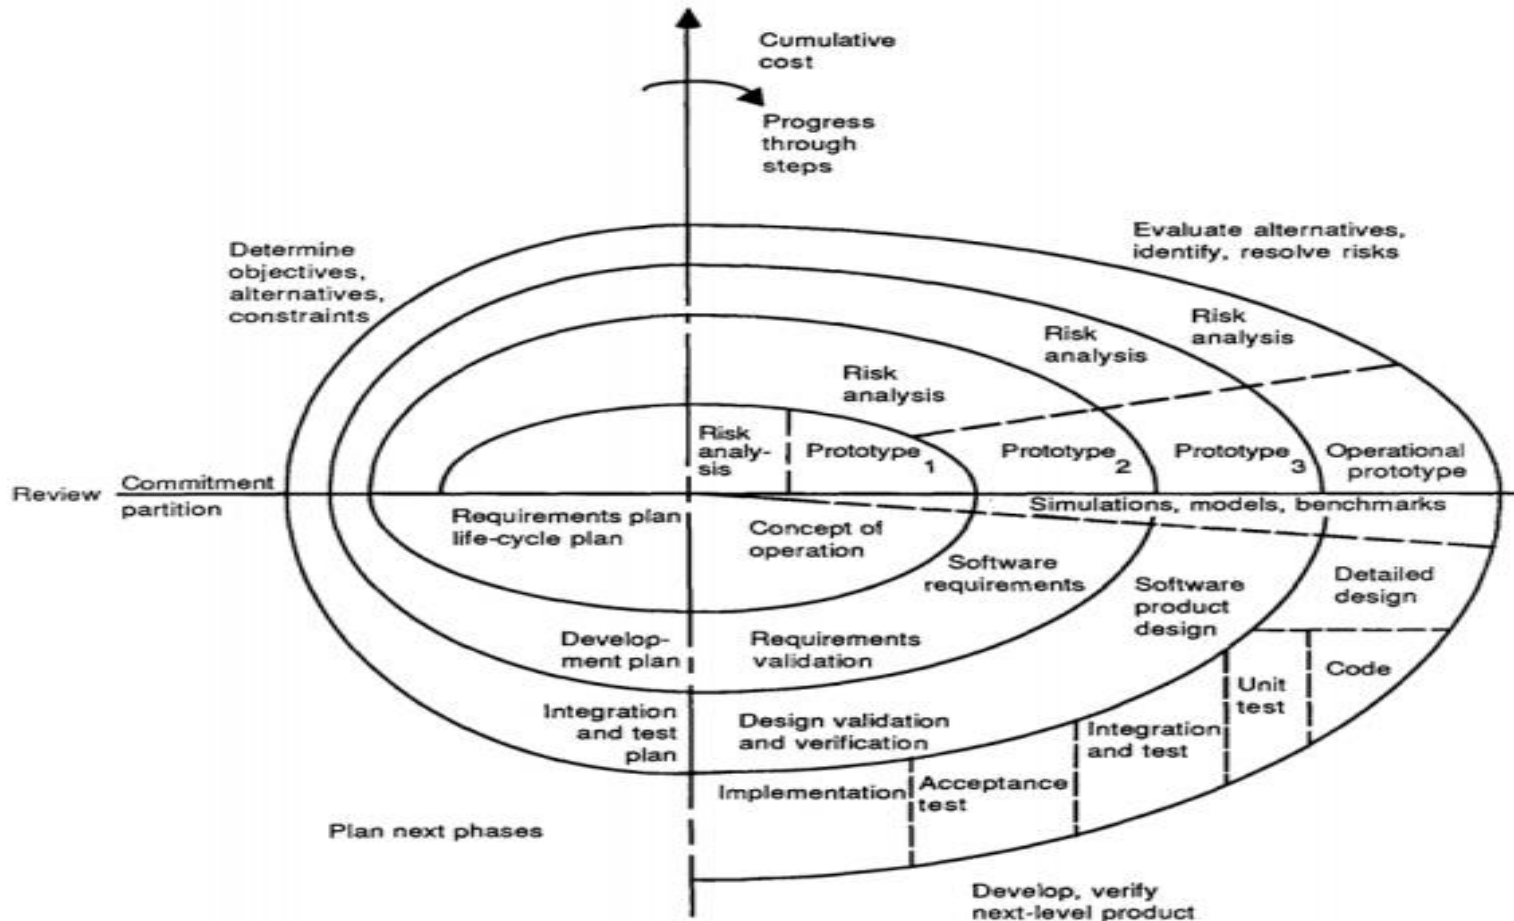 Cumulative
cost
Progress
through
steps
Evaluate alternatives,
identify, resolve risks
Determine
objectives,
alternatives,
constraints
Risk
analysis
Risk
analysis
Risk
analysis
Risk
analy-
sis
Prototype 1
Prototype 2
Prototype 3
Operational
prototype
Review
Commitment
partition
Simulations, models, benchmarks
Requirements plan
life-cycle plan
Concept of
operation
Software
requirements
Software
product
design
Detailed
design
Develop-
ment plan
Requirements
validation
Code
Unit
test
Integration
and test
plan
Design validation
and verification
Integration
and test
Implementation
Acceptance
test
Plan next phases
Develop, verify
next-level product